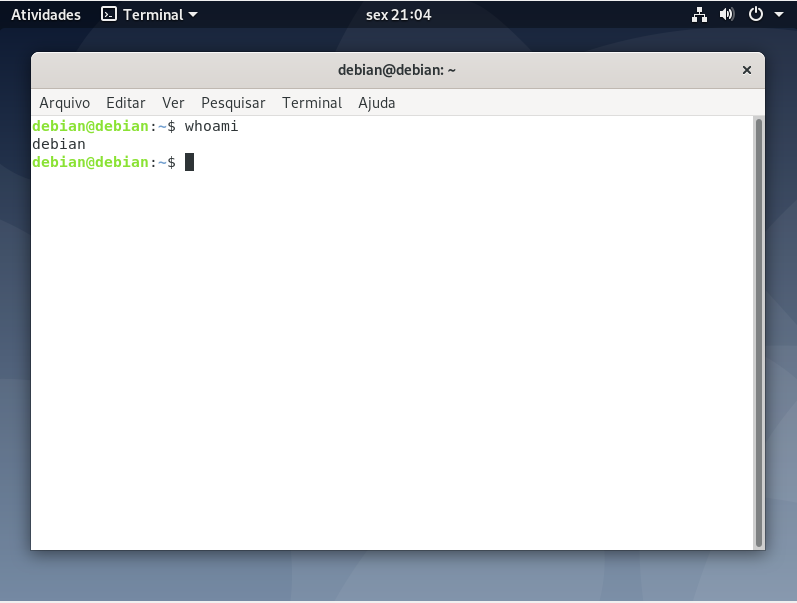 Atividades Terminal sex 21:04
debian@debian: ~ ×
Arquivo Editar Ver Pesquisar Terminal Ajuda
debian@debian:~$ whoami
debian
debian@debian:~$